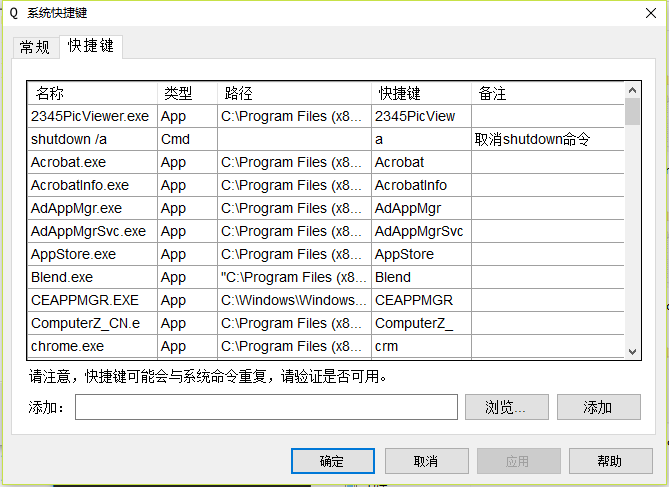 Q 系统快捷键
常规 快捷键
名称 类型 路径 快捷键 备注
2345PicViewer.exe App C:\Program Files (x8... 2345PicView
shutdown /a Cmd a 取消shutdown命令
Acrobat.exe App C:\Program Files (x8... Acrobat
AcrobatInfo.exe App C:\Program Files (x8... AcrobatInfo
AdAppMgr.exe App C:\Program Files (x8... AdAppMgr
AdAppMgrSvc.exe App C:\Program Files (x8... AdAppMgrSvc
AppStore.exe App C:\Program Files (x8... AppStore
Blend.exe App "C:\Program Files (x8... Blend
CEAPPMGR.EXE App C:\Windows\Windows... CEAPPMGR
ComputerZ_CN.e App C:\Program Files (x8... ComputerZ_
chrome.exe App C:\Program Files (x8... crm
请注意，快捷键可能会与系统命令重复，请验证是否可用。
添加： 浏览... 添加
确定 取消 应用 帮助